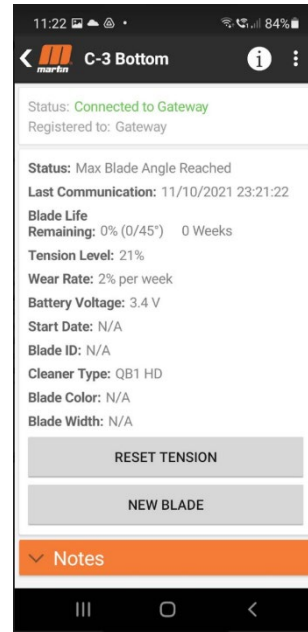 11:22 84%
martin C-3 Bottom
Status: Connected to Gateway
Registered to: Gateway
Status: Max Blade Angle Reached
Last Communication: 11/10/2021 23:21:22
Blade Life
Remaining: 0% (0/45°) 0 Weeks
Tension Level: 21%
Wear Rate: 2% per week
Battery Voltage: 3.4 V
Start Date: N/A
Blade ID: N/A
Cleaner Type: QB1 HD
Blade Color: N/A
Blade Width: N/A
RESET TENSION
NEW BLADE
Notes